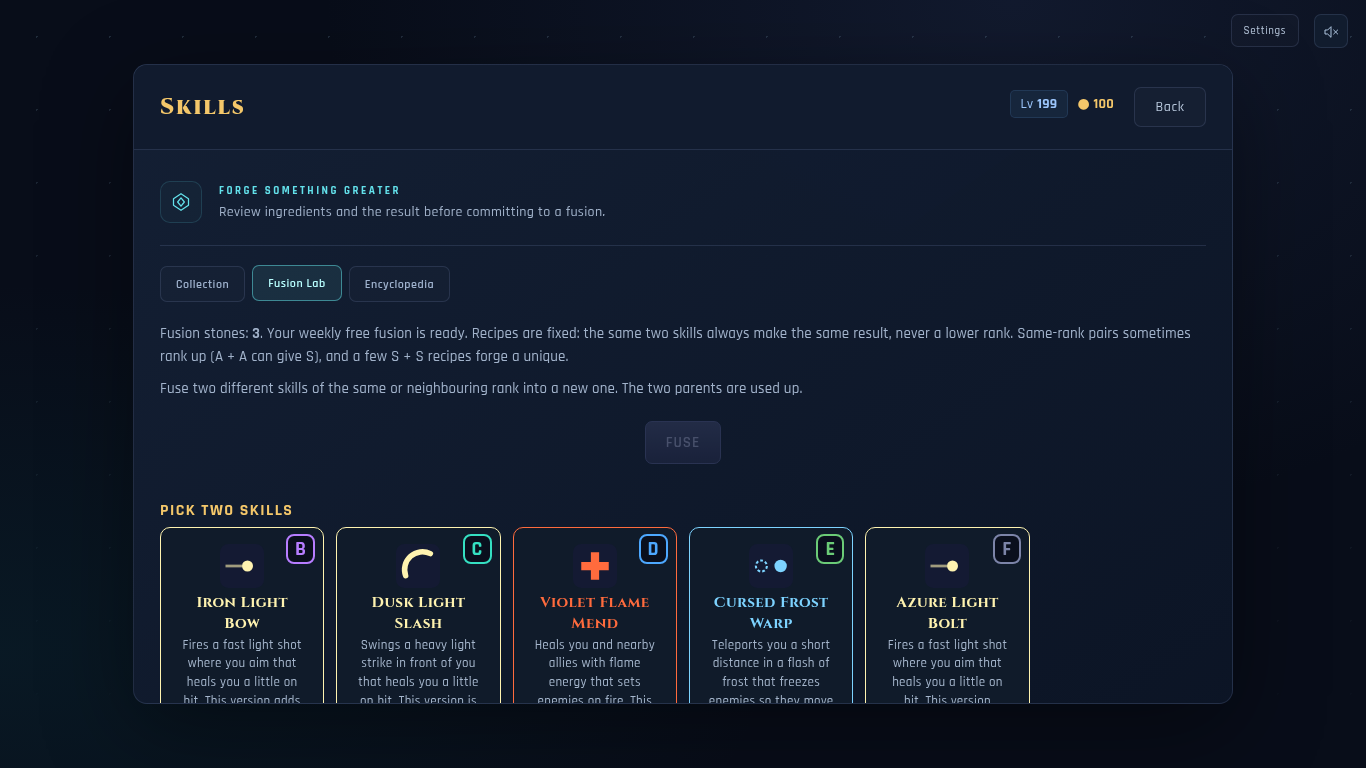 Settings
Skills
Lv 199
100
Back
FORGE SOMETHING GREATER
Review ingredients and the result before committing to a fusion.
Collection
Fusion Lab
Encyclopedia
Fusion stones: 3. Your weekly free fusion is ready. Recipes are fixed: the same two skills always make the same result, never a lower rank. Same-rank pairs sometimes
rank up (A + A can give S), and a few S + S recipes forge a unique.
Fuse two different skills of the same or neighbouring rank into a new one. The two parents are used up.
FUSE
PICK TWO SKILLS
B
Iron Light
Bow
Fires a fast light shot
where you aim that
heals you a little on
hit. This version adds
C
Dusk Light
Slash
Swings a heavy light
strike in front of you
that heals you a little
on hit. This version is
D
Violet Flame
Mend
Heals you and nearby
allies with flame
energy that sets
enemies on fire. This
E
Cursed Frost
Warp
Teleports you a short
distance in a flash of
frost that freezes
enemies so they move
F
Azure Light
Bolt
Fires a fast light shot
where you aim that
heals you a little on
hit. This version